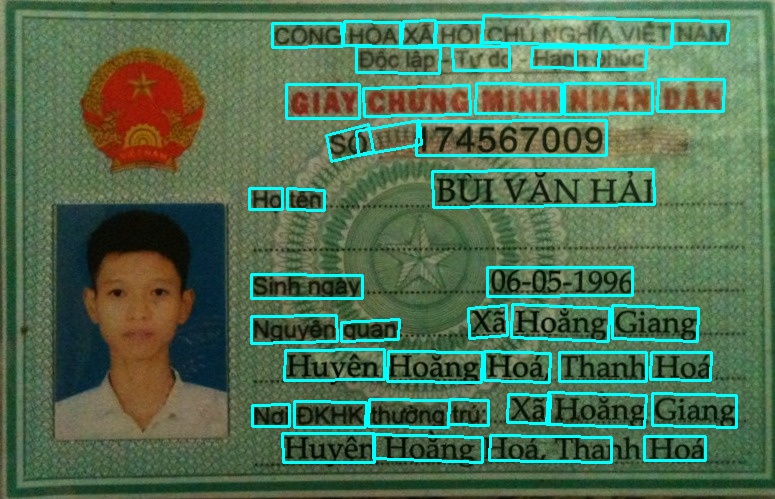 CỘNG HÒA XÃ HỘI CHỦ NGHĨA VIỆT NAM
Độc lập - Tự do - Hạnh phúc
GIẤY CHỨNG MINH NHÂN DÂN
SỐ 174567009
Họ tên BÙI VĂN HẢI
Sinh ngày 06-05-1996
Nguyên quán Xã Hoằng Giang
Huyện Hoằng Hoá, Thanh Hoá
Nơi ĐKHK thường trú: Xã Hoằng Giang
Huyện Hoằng Hoá, Thanh Hoá